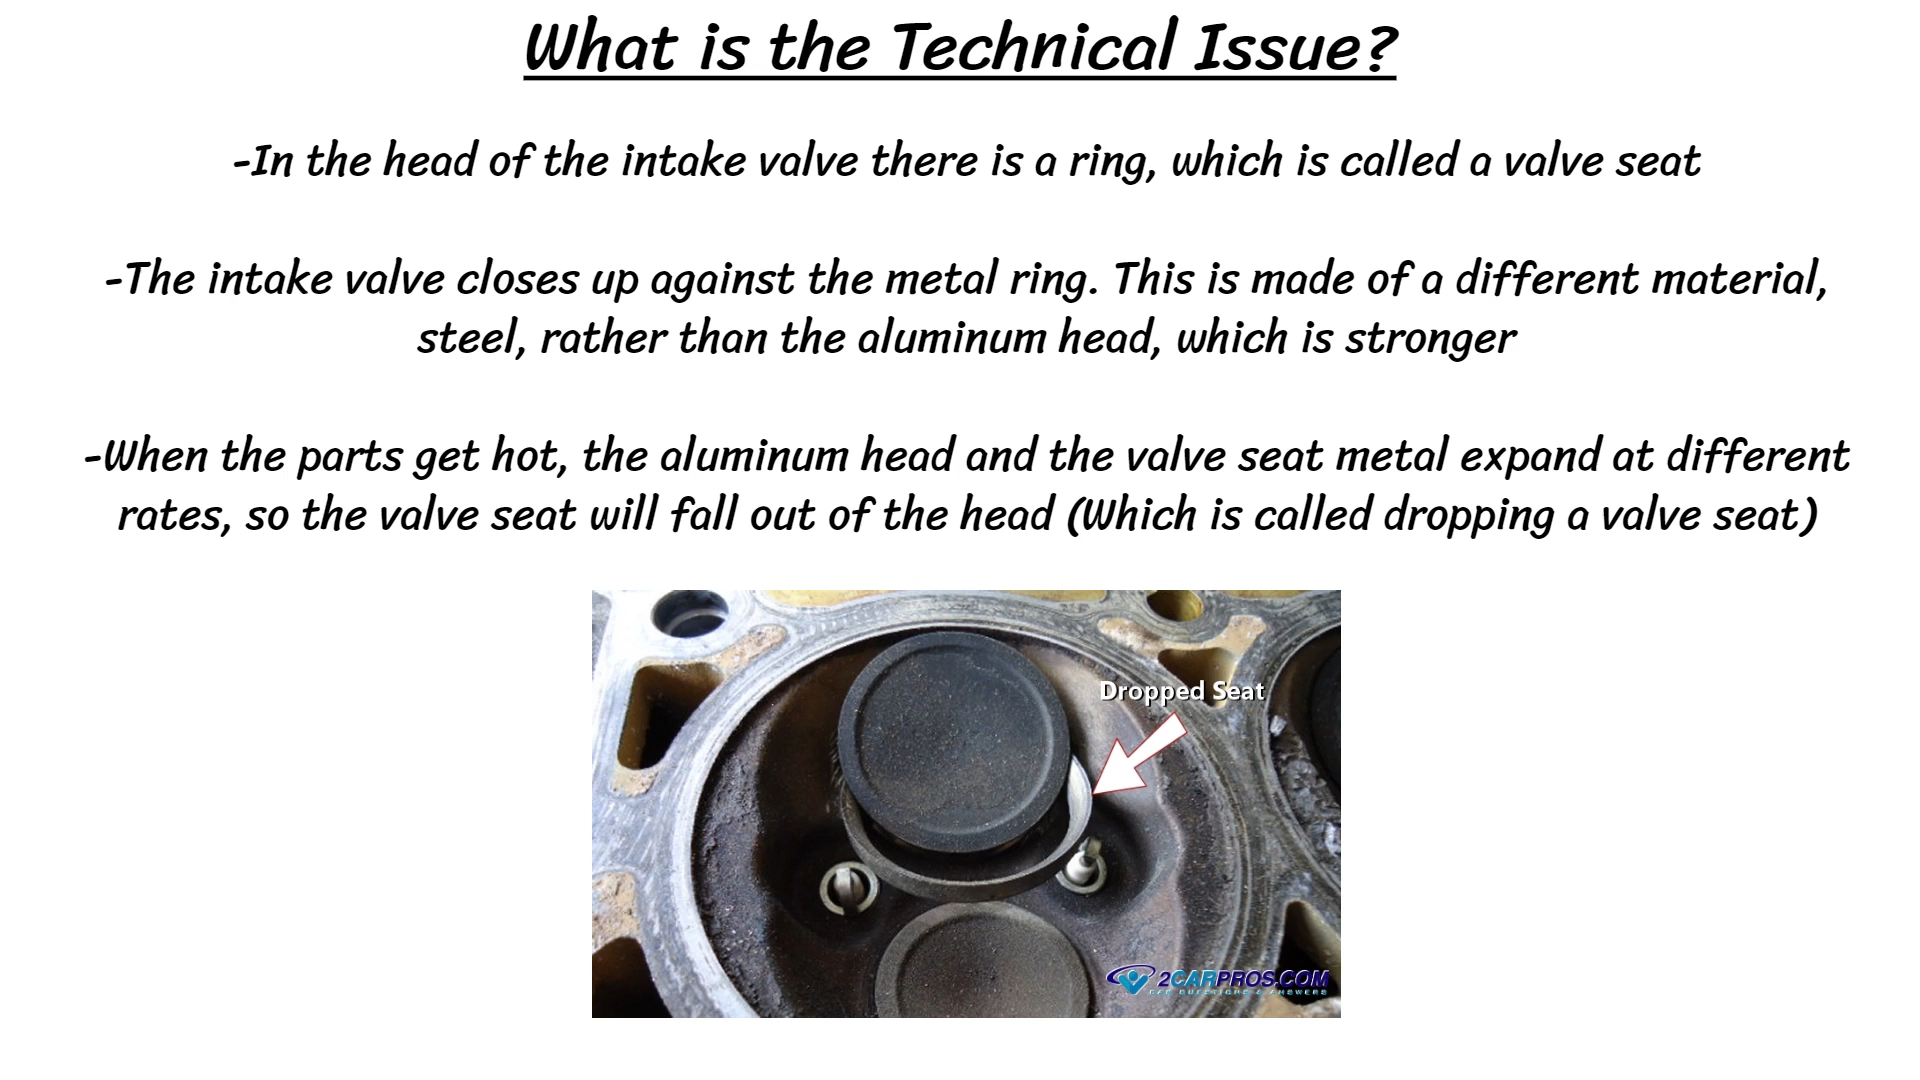 What is the Technical Issue?
-In the head of the intake valve there is a ring, which is called a valve seat
-The intake valve closes up against the metal ring. This is made of a different material,
steel, rather than the aluminum head, which is stronger
-When the parts get hot, the aluminum head and the valve seat metal expand at different
rates, so the valve seat will fall out of the head (Which is called dropping a valve seat)
Dropped Seat
2CARPROS.COM
CAR QUESTIONS & ANSWERS